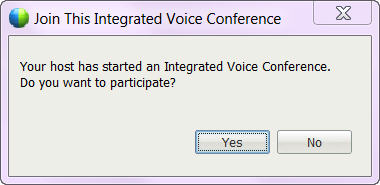 Join This Integrated Voice Conference
Your host has started an Integrated Voice Conference.
Do you want to participate?
Yes No